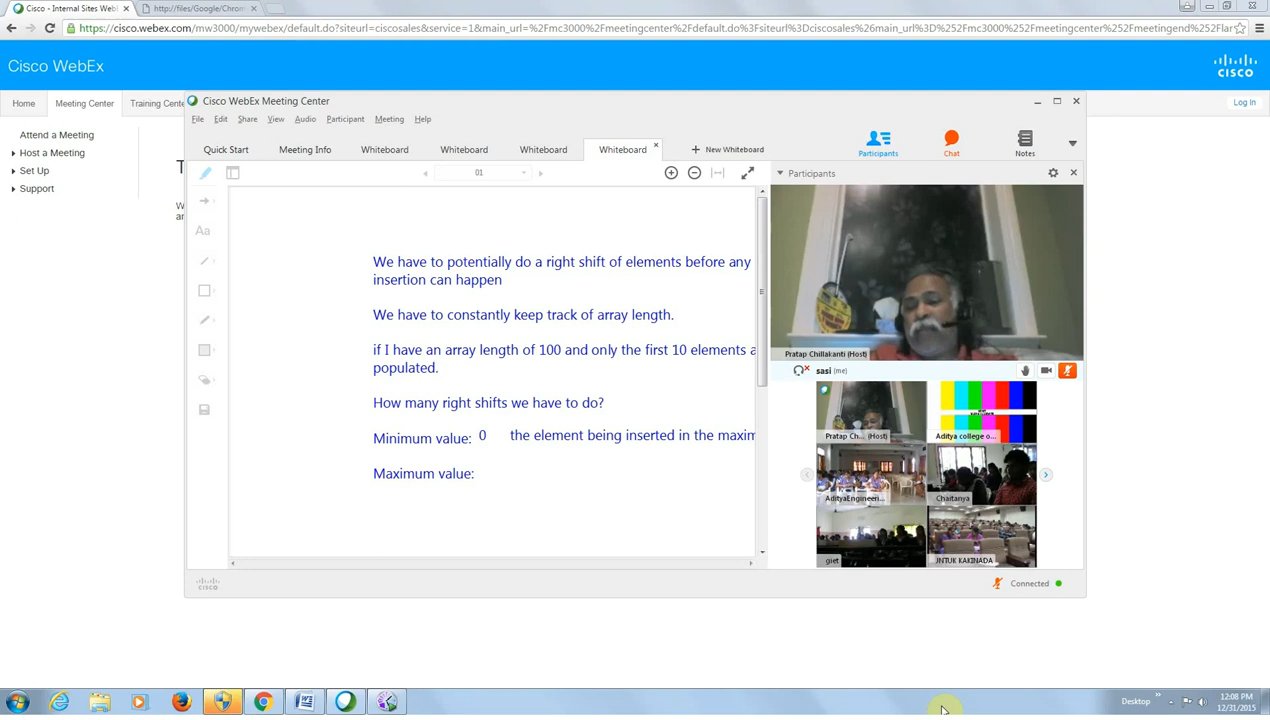 Cisco - Internal Sites Web
http://files/Google/Chrom
https://cisco.webex.com/mw3000/mywebex/default.do?siteurl=ciscosales&service=1&main_url=%2Fmc3000%2Fmeetingcenter%2Fdefault.do%3Fsiteurl%3Dciscosales%26main_url%3D%252Fmc3000%252Fmeetingcenter%252Fmeetingend%252Flar
Cisco WebEx
CISCO
Home Meeting Center Training Cente Log In
Attend a Meeting
Host a Meeting
Set Up
Support
T
W
ar
Cisco WebEx Meeting Center
File Edit Share View Audio Participant Meeting Help
Quick Start Meeting Info Whiteboard Whiteboard Whiteboard Whiteboard New Whiteboard
Participants Chat Notes
01
Participants
Aa
We have to potentially do a right shift of elements before any
insertion can happen
We have to constantly keep track of array length.
if I have an array length of 100 and only the first 10 elements a
populated.
How many right shifts we have to do?
Minimum value: 0 the element being inserted in the maxim
Maximum value:
Pratap Chillakanti (Host)
sasi (me)
Pratap Ch... (Host) Aditya college o...
AdityaEngineeri... Chaitanya
giet JNTUK KAKINADA
cisco
Connected
Desktop
12:08 PM
12/31/2015